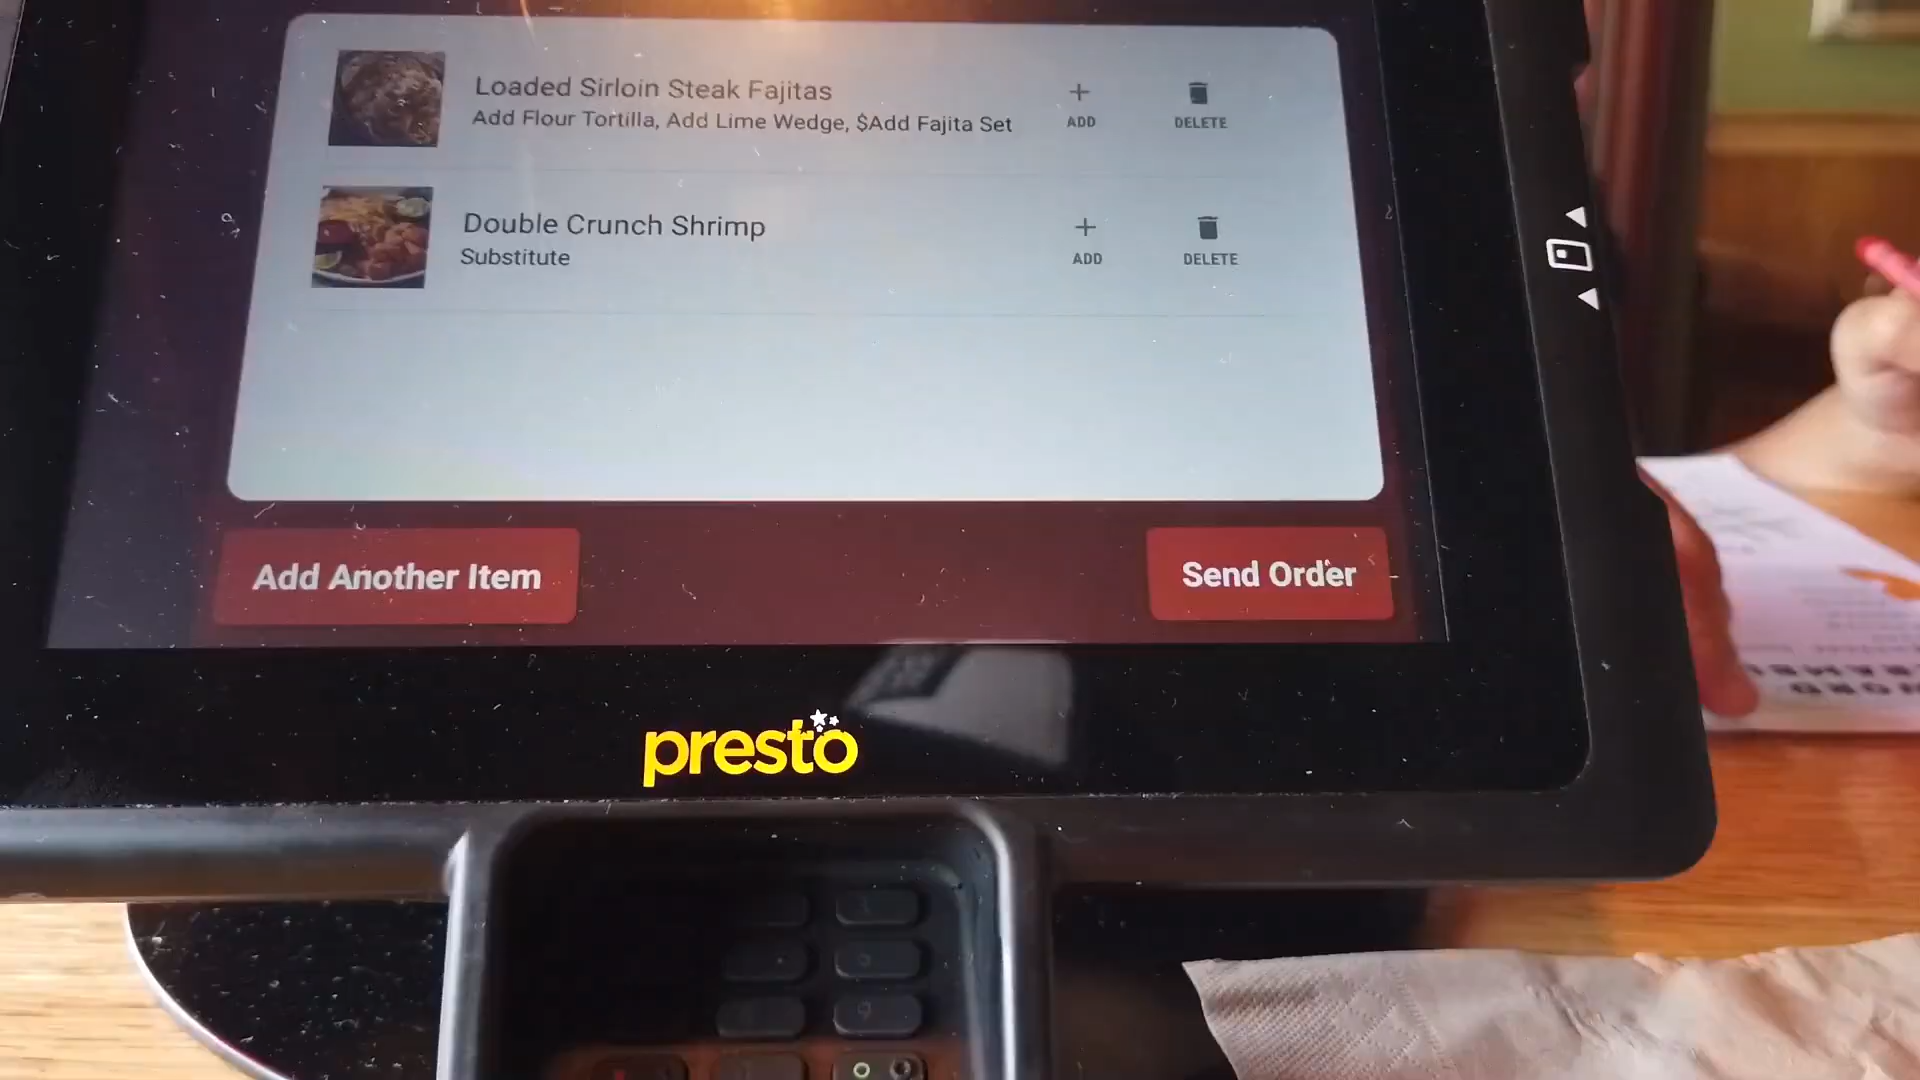 Loaded Sirloin Steak Fajitas
Add Flour Tortilla, Add Lime Wedge, $Add Fajita Set
ADD
DELETE
Double Crunch Shrimp
Substitute
ADD
DELETE
Add Another Item
Send Order
presto
WORD